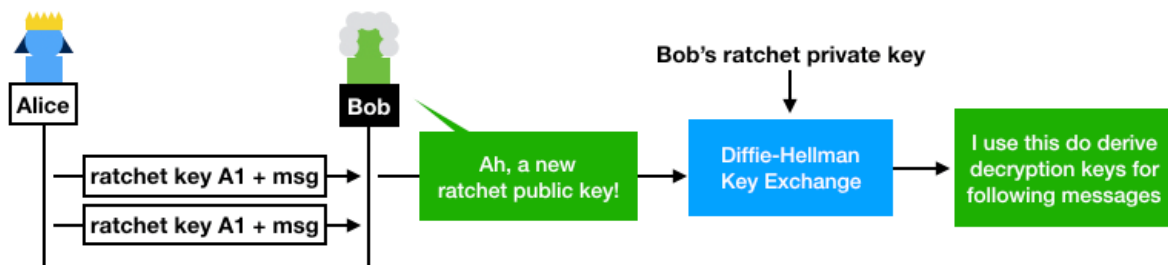 Alice
Bob
ratchet key A1 + msg
ratchet key A1 + msg
Ah, a new
ratchet public key!
Bob's ratchet private key
Diffie-Hellman
Key Exchange
I use this do derive
decryption keys for
following messages